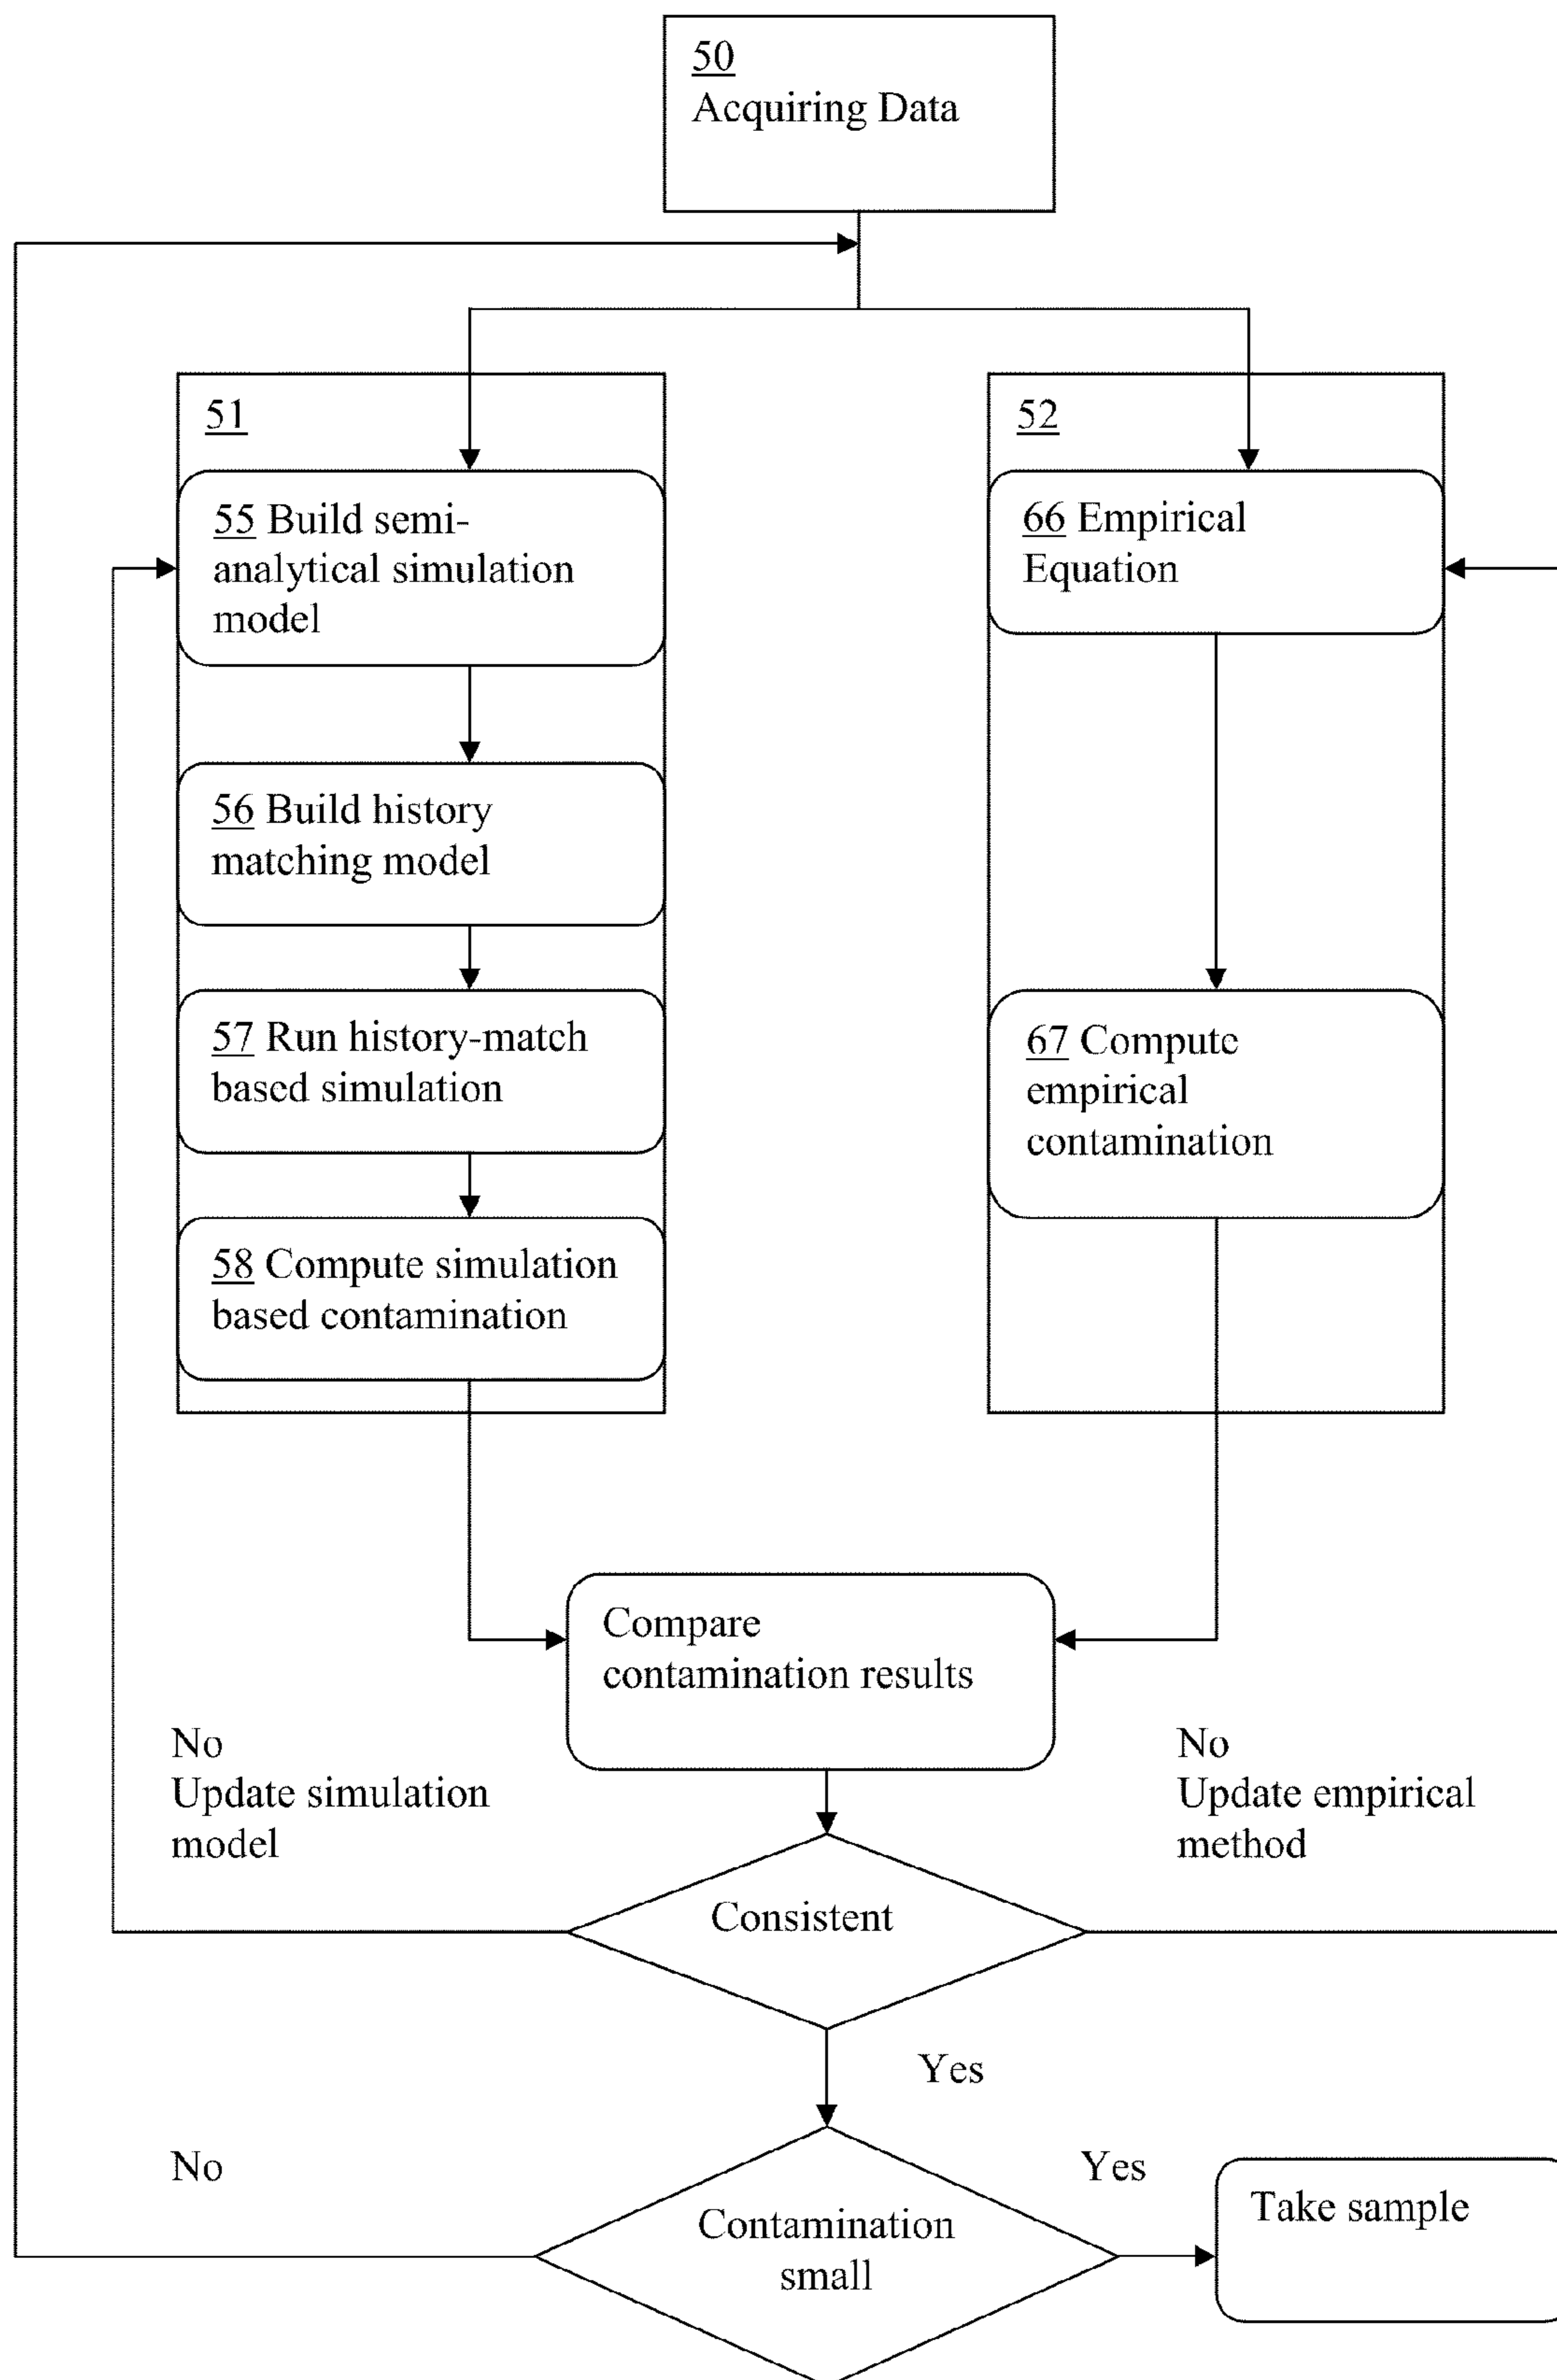 50
Acquiring Data
51
55 Build semi-
analytical simulation
model
56 Build history
matching model
57 Run history-match
based simulation
58 Compute simulation
based contamination
52
66 Empirical
Equation
67 Compute
empirical
contamination
Compare
contamination results
No
Update simulation
model
No
Update empirical
method
Consistent
Yes
No
Contamination
small
Yes
Take sample